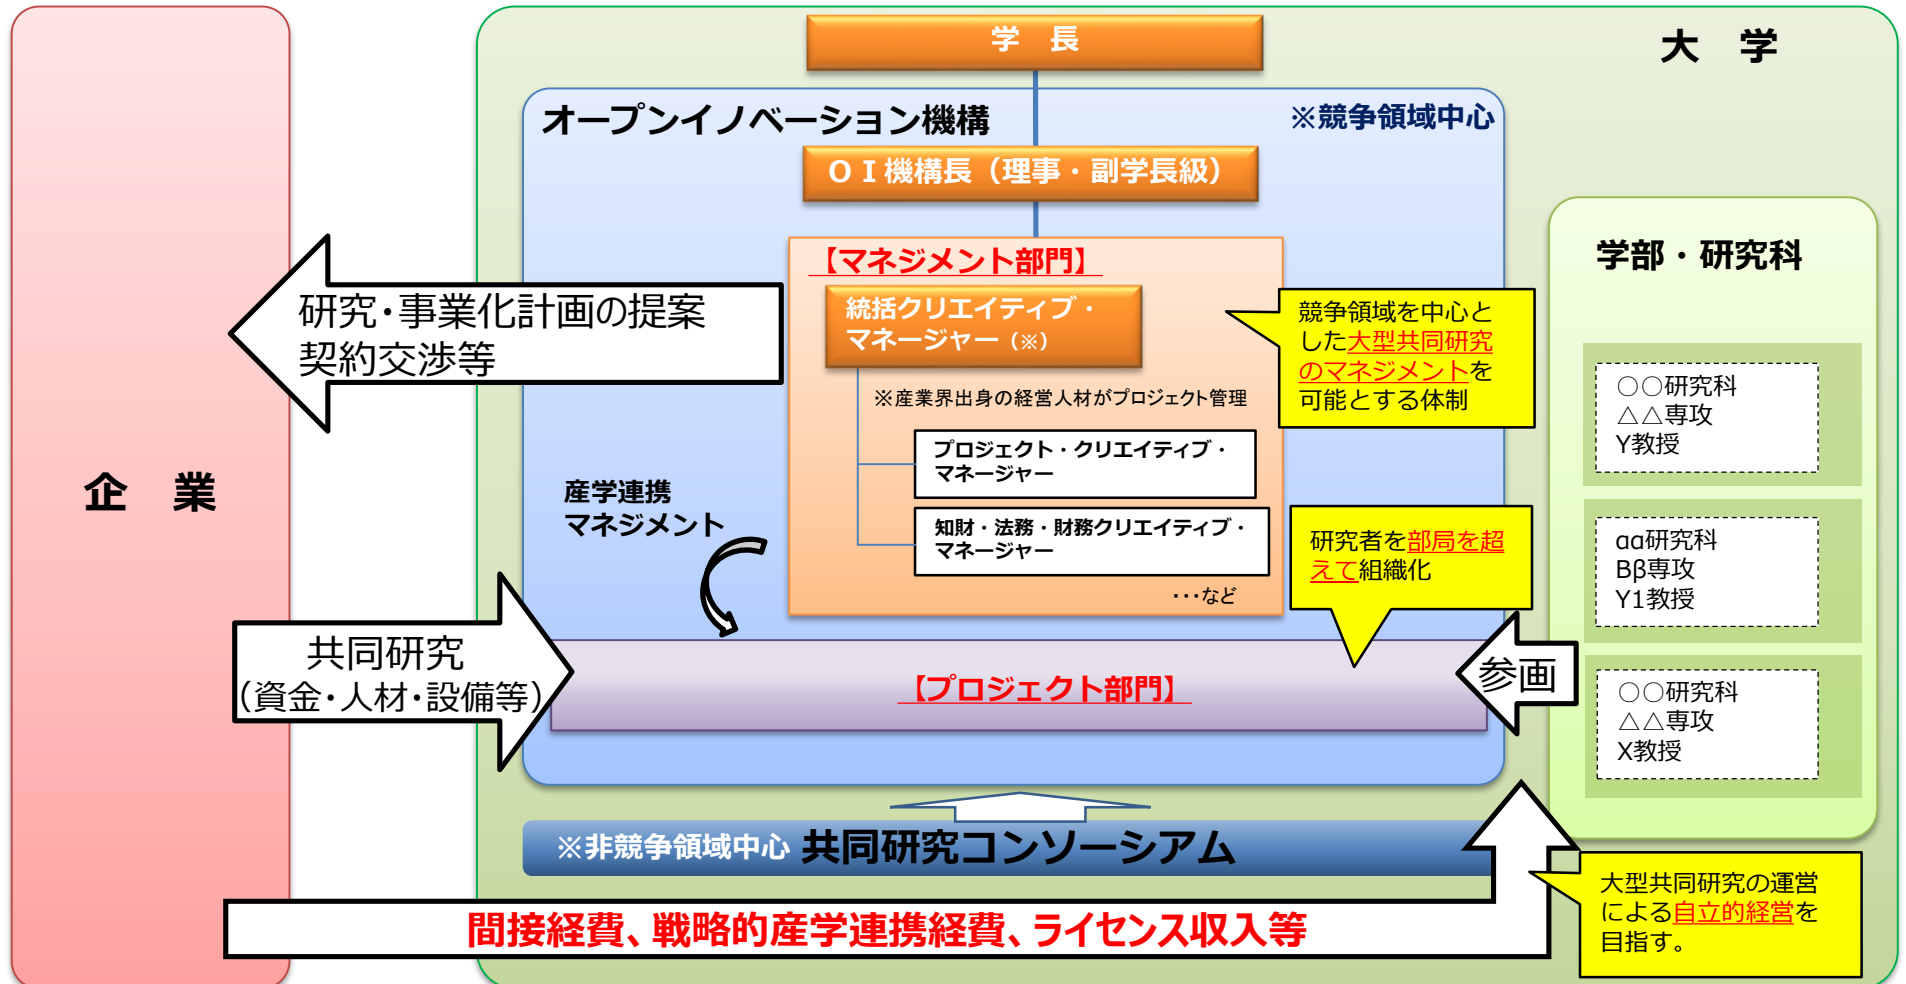 学 長
大 学
オープンイノベーション機構
※競争領域中心
OI機構長（理事・副学長級）
【マネジメント部門】
統括クリエイティブ・
マネージャー（※）
※産業界出身の経営人材がプロジェクト管理
プロジェクト・クリエイティブ・
マネージャー
知財・法務・財務クリエイティブ・
マネージャー
・・・など
競争領域を中心と
した大型共同研究
のマネジメントを
可能とする体制
研究者を部局を超
えて組織化
学部・研究科
○○研究科
△△専攻
Y教授
αα研究科
Bβ専攻
Y1教授
○○研究科
△△専攻
X教授
企 業
研究・事業化計画の提案
契約交渉等
産学連携
マネジメント
共同研究
（資金・人材・設備等）
【プロジェクト部門】
参画
※非競争領域中心 共同研究コンソーシアム
間接経費、戦略的産学連携経費、ライセンス収入等
大型共同研究の運営
による自立的経営を
目指す。